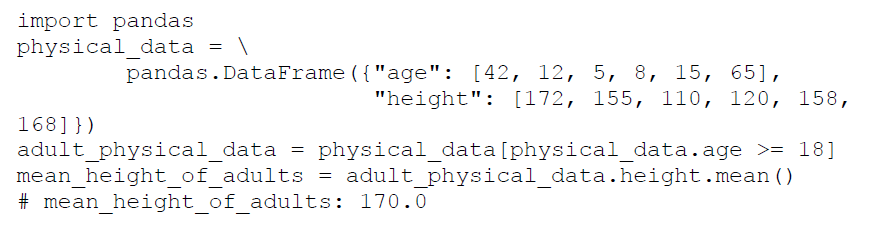 import pandas
physical_data = \
        pandas.DataFrame({"age": [42, 12, 5, 8, 15, 65],
                          "height": [172, 155, 110, 120, 158,
168]})
adult_physical_data = physical_data[physical_data.age >= 18]
mean_height_of_adults = adult_physical_data.height.mean()
# mean_height_of_adults: 170.0